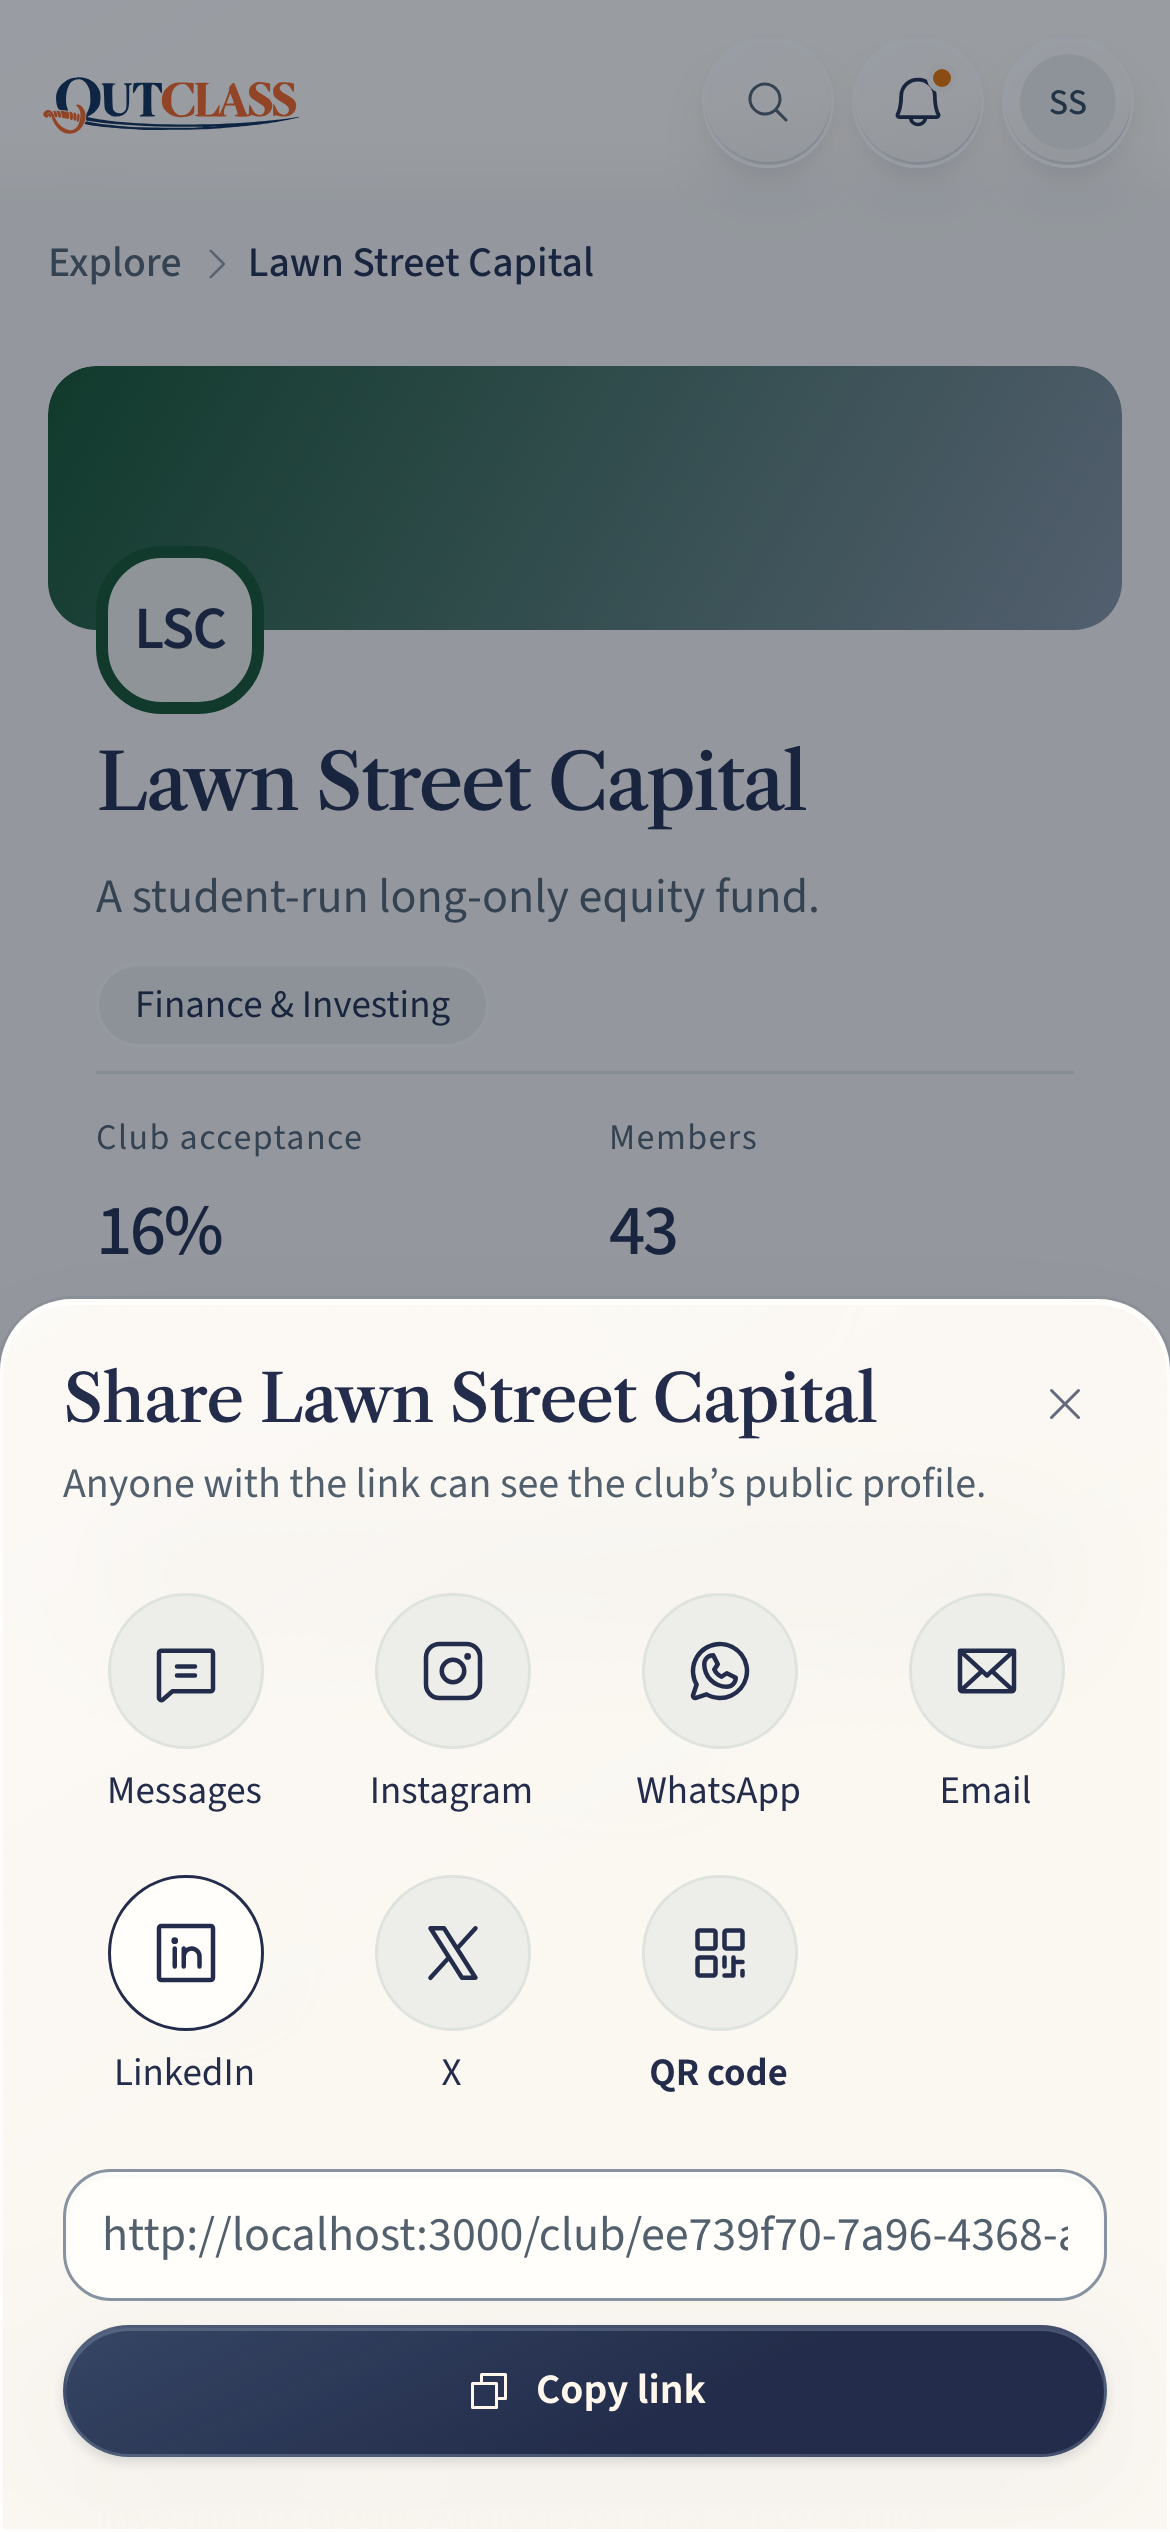 OUTCLASS
SS
Explore > Lawn Street Capital
LSC
Lawn Street Capital
A student-run long-only equity fund.
Finance & Investing
Club acceptance
Members
16%
43
Share Lawn Street Capital
Anyone with the link can see the club’s public profile.
Messages
Instagram
WhatsApp
Email
in
LinkedIn
X
QR code
http://localhost:3000/club/ee739f70-7a96-4368-a
Copy link